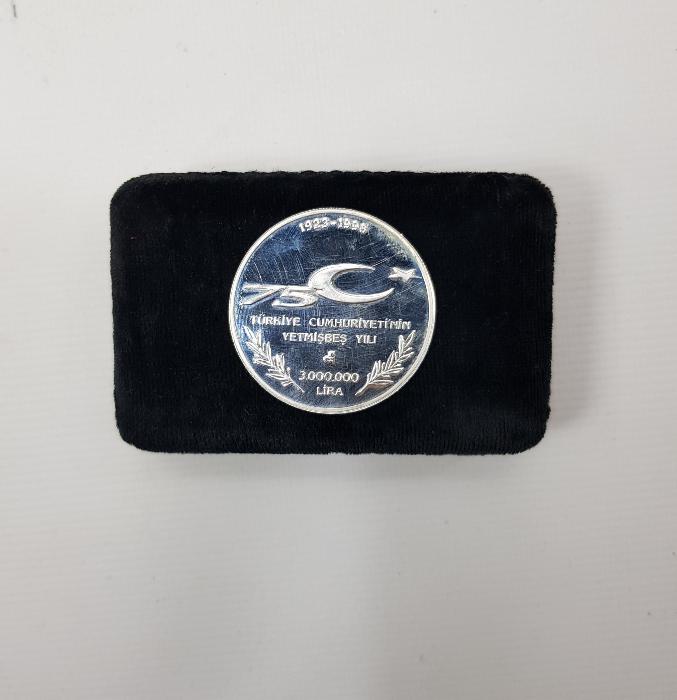 1923-1998
75
TÜRKİYE CUMHURİYETİ'NİN
YETMİŞBEŞ YILI
3.000.000
LİRA